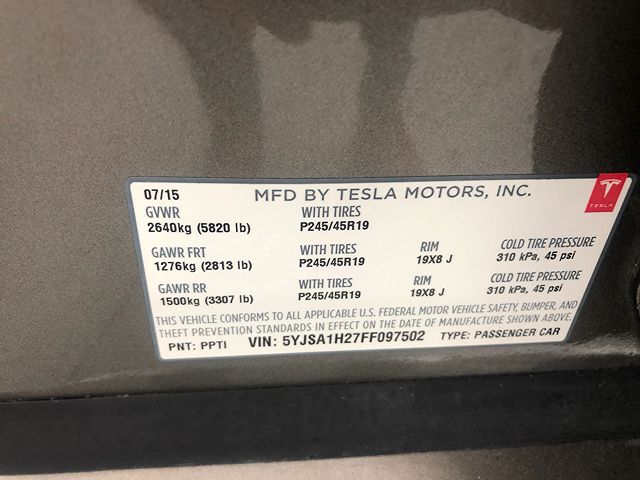 07/15 MFD BY TESLA MOTORS, INC.
TESLA
GVWR WITH TIRES
2640kg (5820 lb) P245/45R19
GAWR FRT WITH TIRES RIM COLD TIRE PRESSURE
1276kg (2813 lb) P245/45R19 19X8 J 310 kPa, 45 psi
GAWR RR WITH TIRES RIM COLD TIRE PRESSURE
1500kg (3307 lb) P245/45R19 19X8 J 310 kPa, 45 psi
THIS VEHICLE CONFORMS TO ALL APPLICABLE U.S. FEDERAL MOTOR VEHICLE SAFETY, BUMPER, AND
THEFT PREVENTION STANDARDS IN EFFECT ON THE DATE OF MANUFACTURE SHOWN ABOVE.
PNT: PPTI VIN: 5YJSA1H27FF097502 TYPE: PASSENGER CAR